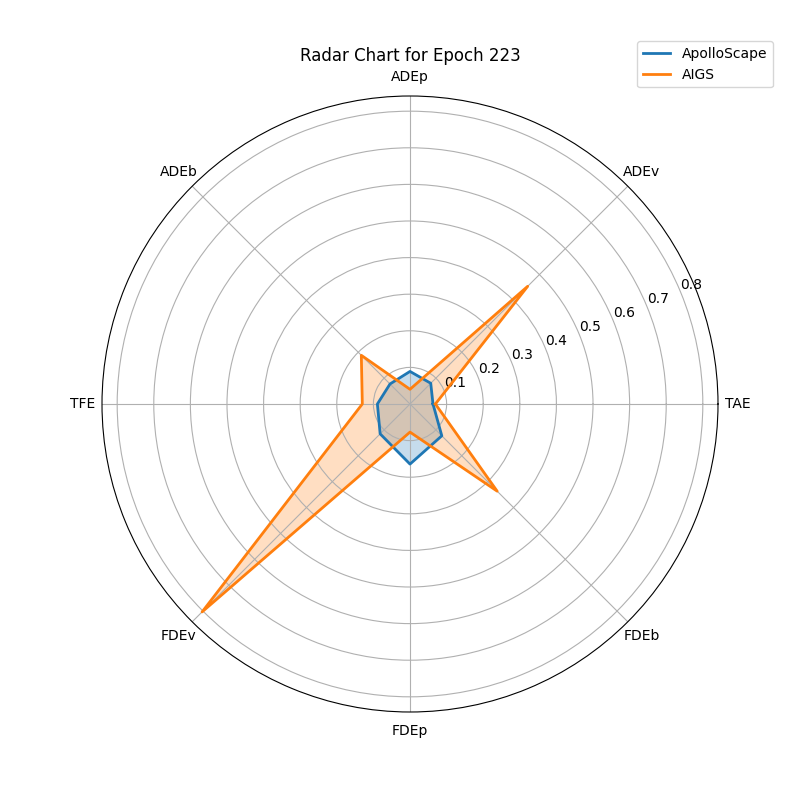 Radar Chart for Epoch 223
ApolloScape
AIGS
ADEp
ADEb
ADEv
0.8
0.7
0.6
0.5
0.4
0.3
0.2
0.1
TFE
TAE
FDEv
FDEb
FDEp